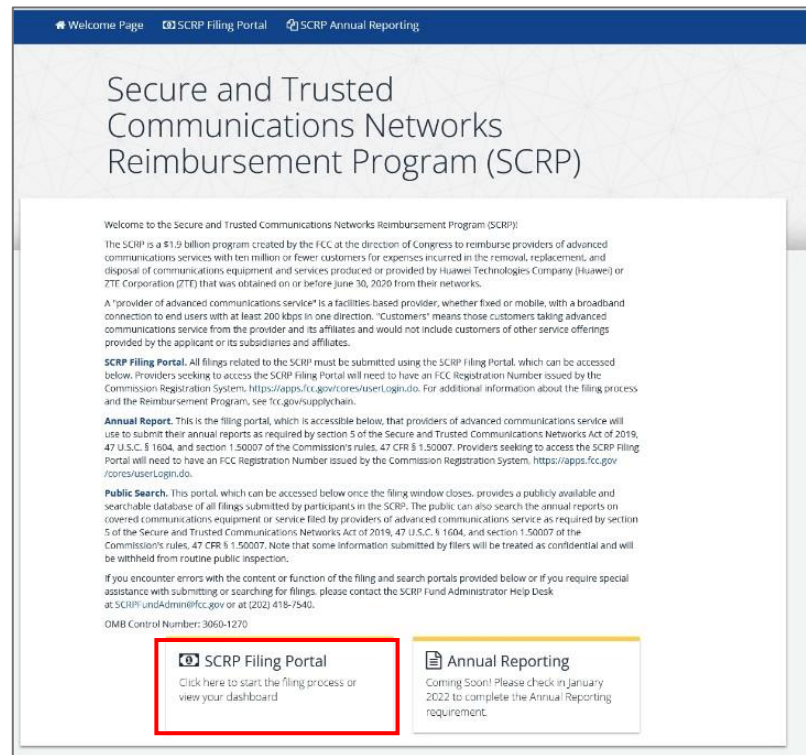 Welcome Page SCRP Filing Portal SCRP Annual Reporting
Secure and Trusted
Communications Networks
Reimbursement Program (SCRP)
Welcome to the Secure and Trusted Communications Networks Reimbursement Program (SCRP)!
The SCRP is a $1.9 billion program created by the FCC at the direction of Congress to reimburse providers of advanced
communications services with ten million or fewer customers for expenses incurred in the removal, replacement, and
disposal of communications equipment and services produced or provided by Huawei Technologies Company (Huawei) or
ZTE Corporation (ZTE) that was obtained on or before June 30, 2020 from their networks.
A "provider of advanced communications service" is a facilities-based provider, whether fixed or mobile, with a broadband
connection to end users with at least 200 kbps in one direction. "Customers" means those customers taking advanced
communications service from the provider and its affiliates and would not include customers of other service offerings
provided by the applicant or its subsidiaries and affiliates.
SCRP Filing Portal. All filings related to the SCRP must be submitted using the SCRP Filing Portal, which can be accessed
below. Providers seeking to access the SCRP Filing Portal will need to have an FCC Registration Number issued by the
Commission Registration System, https://apps.fcc.gov/cores/userLogin.do. For additional information about the filing process
and the Reimbursement Program, see fcc.gov/supplychain.
Annual Report. This is the filing portal, which is accessible below, that providers of advanced communications service will
use to submit their annual reports as required by section 5 of the Secure and Trusted Communications Networks Act of 2019,
47 U.S.C. § 1604, and section 1.50007 of the Commission's rules, 47 CFR § 1.50007. Providers seeking to access the SCRP Filing
Portal will need to have an FCC Registration Number issued by the Commission Registration System, https://apps.fcc.gov
/cores/userLogin.do.
Public Search. This portal, which can be accessed below once the filing window closes, provides a publicly available and
searchable database of all filings submitted by participants in the SCRP. The public can also search the annual reports on
covered communications equipment or service filed by providers of advanced communications service as required by section
5 of the Secure and Trusted Communications Networks Act of 2019, 47 U.S.C. § 1604, and section 1.50007 of the
Commission's rules, 47 CFR § 1.50007. Note that some information submitted by filers will be treated as confidential and will
be withheld from routine public inspection.
If you encounter errors with the content or function of the filing and search portals provided below or if you require special
assistance with submitting or searching for filings, please contact the SCRP Fund Administrator Help Desk
at SCRPFundAdmin@fcc.gov or at (202) 418-7540.
OMB Control Number: 3060-1270
SCRP Filing Portal
Click here to start the filing process or
view your dashboard
Annual Reporting
Coming Soon! Please check in January
2022 to complete the Annual Reporting
requirement.